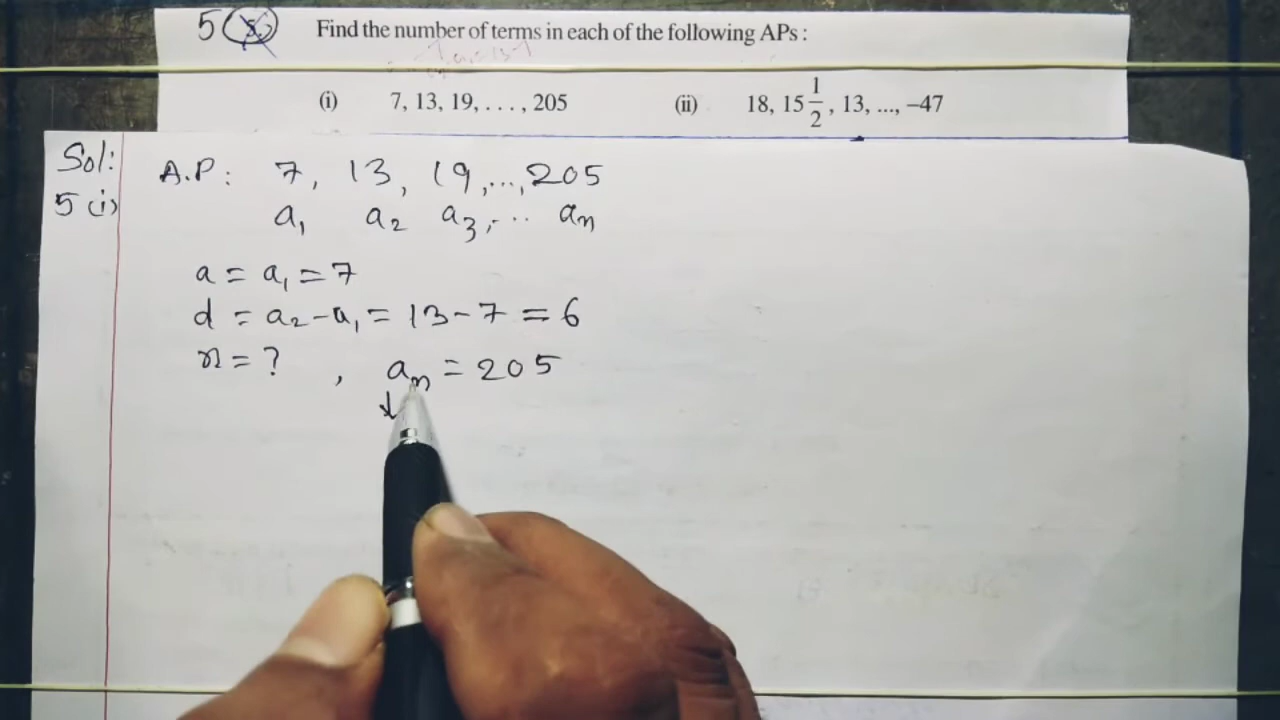 5 Find the number of terms in each of the following APs :
(i) 7, 13, 19, . . . , 205 (ii) 18, 15 1/2, 13, ..., –47
Sol: A.P: 7, 13, 19, ..., 205
5 (i) a1 a2 a3, ... an
a = a1 = 7
d = a2 - a1 = 13 - 7 = 6
n = ? , an = 205